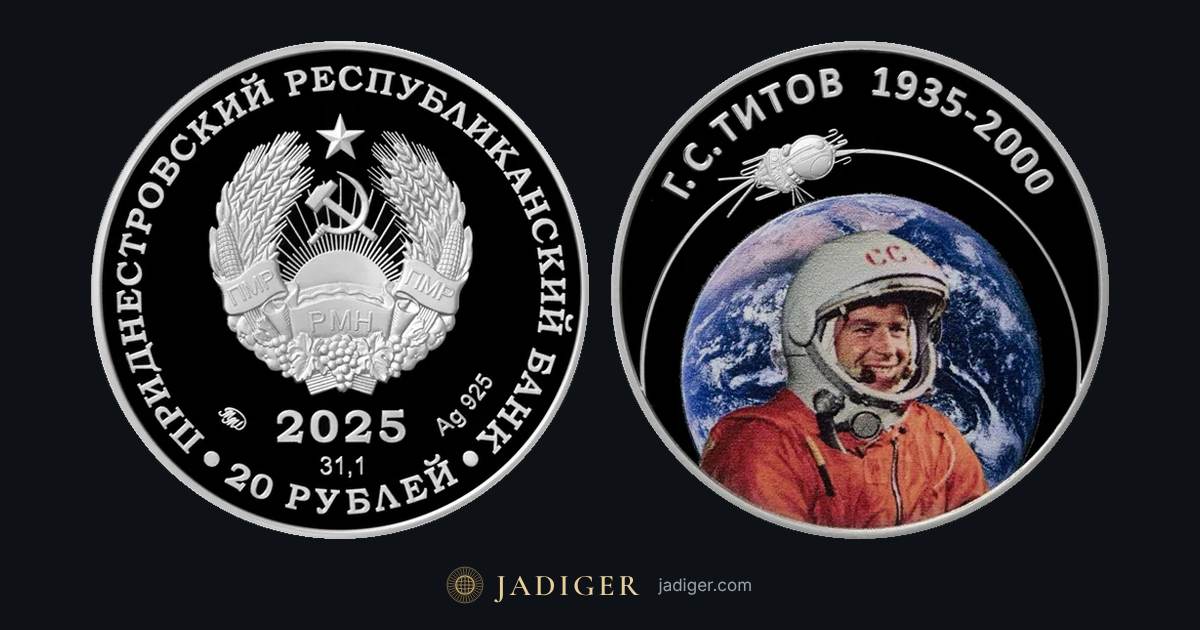 ПРИДНЕСТРОВСКИЙ РЕСПУБЛИКАНСКИЙ БАНК
ПМР ПМР
РМН
2025
Ag 925
31,1
• 20 РУБЛЕЙ •
Г.С.ТИТОВ 1935-2000
СС
JADIGER jadiger.com